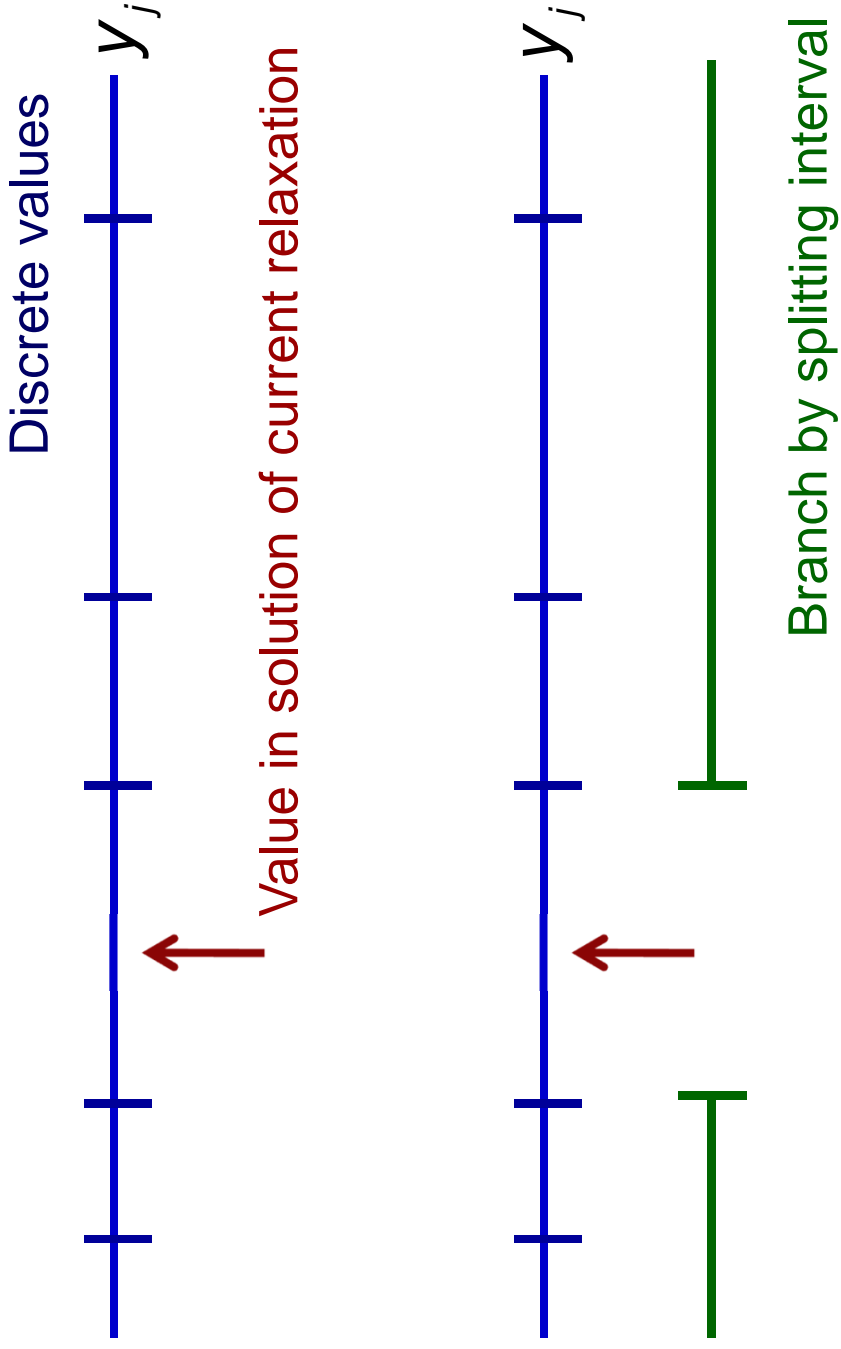 Discrete values
y_j
Value in solution of current relaxation
y_j
Branch by splitting interval